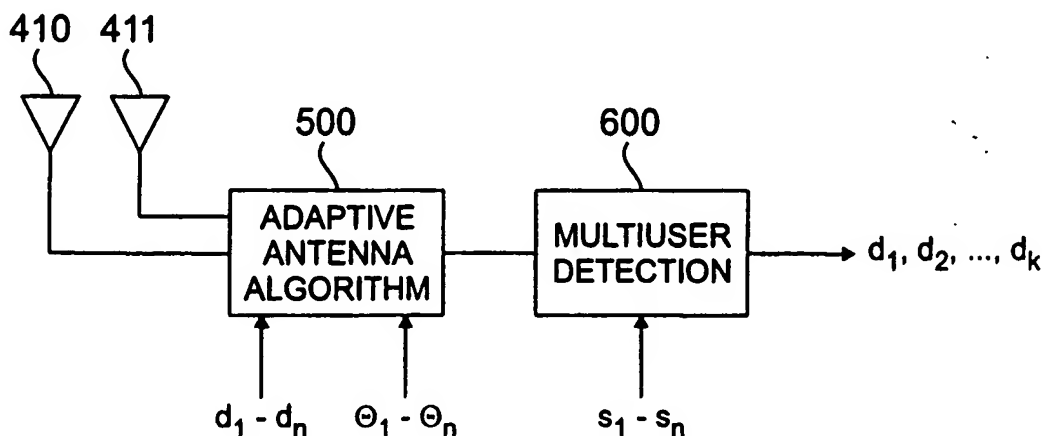 410
411
500
600
ADAPTIVE
ANTENNA
ALGORITHM
MULTIUSER
DETECTION
d₁, d₂, ..., dₖ
d₁ - dₙ
Θ₁ - Θₙ
s₁ - sₙ